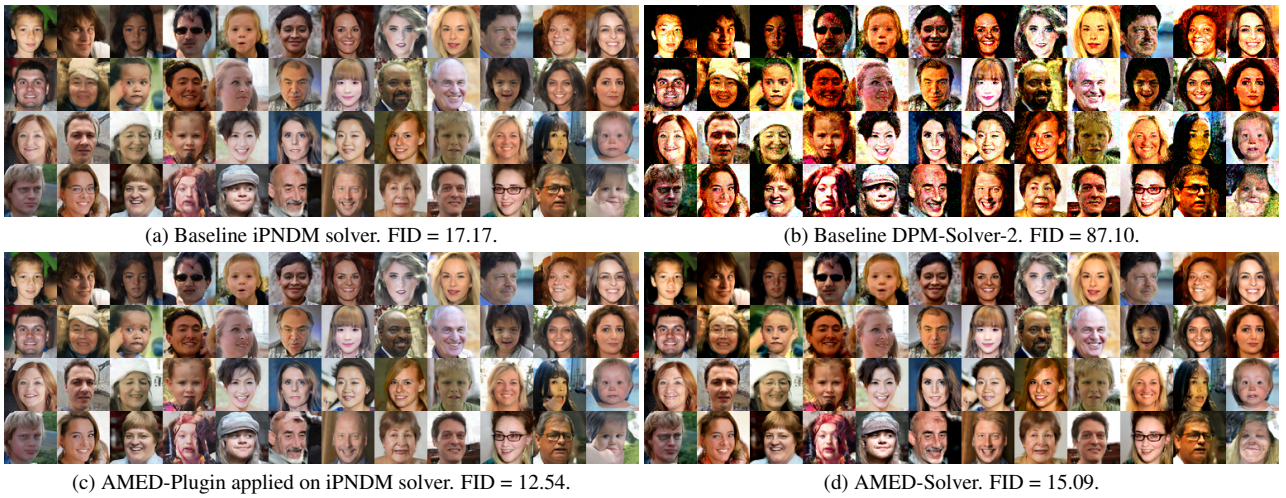 (a) Baseline iPNDM solver. FID = 17.17.
(b) Baseline DPM-Solver-2. FID = 87.10.
(c) AMED-Plugin applied on iPNDM solver. FID = 12.54.
(d) AMED-Solver. FID = 15.09.